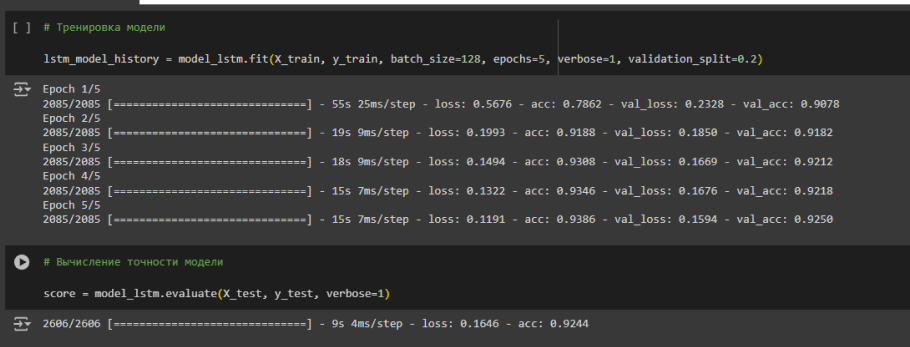 [ ] # Тренировка модели
lstm_model_history = model_lstm.fit(X_train, y_train, batch_size=128, epochs=5, verbose=1, validation_split=0.2)
Epoch 1/5
2085/2085 [==============================] - 55s 25ms/step - loss: 0.5676 - acc: 0.7862 - val_loss: 0.2328 - val_acc: 0.9078
Epoch 2/5
2085/2085 [==============================] - 19s 9ms/step - loss: 0.1993 - acc: 0.9188 - val_loss: 0.1850 - val_acc: 0.9182
Epoch 3/5
2085/2085 [==============================] - 18s 9ms/step - loss: 0.1494 - acc: 0.9308 - val_loss: 0.1669 - val_acc: 0.9212
Epoch 4/5
2085/2085 [==============================] - 15s 7ms/step - loss: 0.1322 - acc: 0.9346 - val_loss: 0.1676 - val_acc: 0.9218
Epoch 5/5
2085/2085 [==============================] - 15s 7ms/step - loss: 0.1191 - acc: 0.9386 - val_loss: 0.1594 - val_acc: 0.9250
# Вычисление точности модели
score = model_lstm.evaluate(X_test, y_test, verbose=1)
2606/2606 [==============================] - 9s 4ms/step - loss: 0.1646 - acc: 0.9244